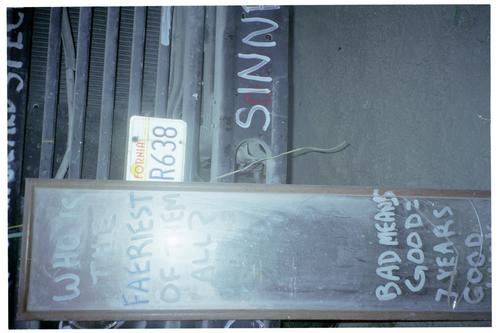 SINN
FORNIA
R638
WHO IS
THE
FAERIEST
OF THEM
ALL?
BAD MEANS
GOOD=
7 YEARS
GOOD